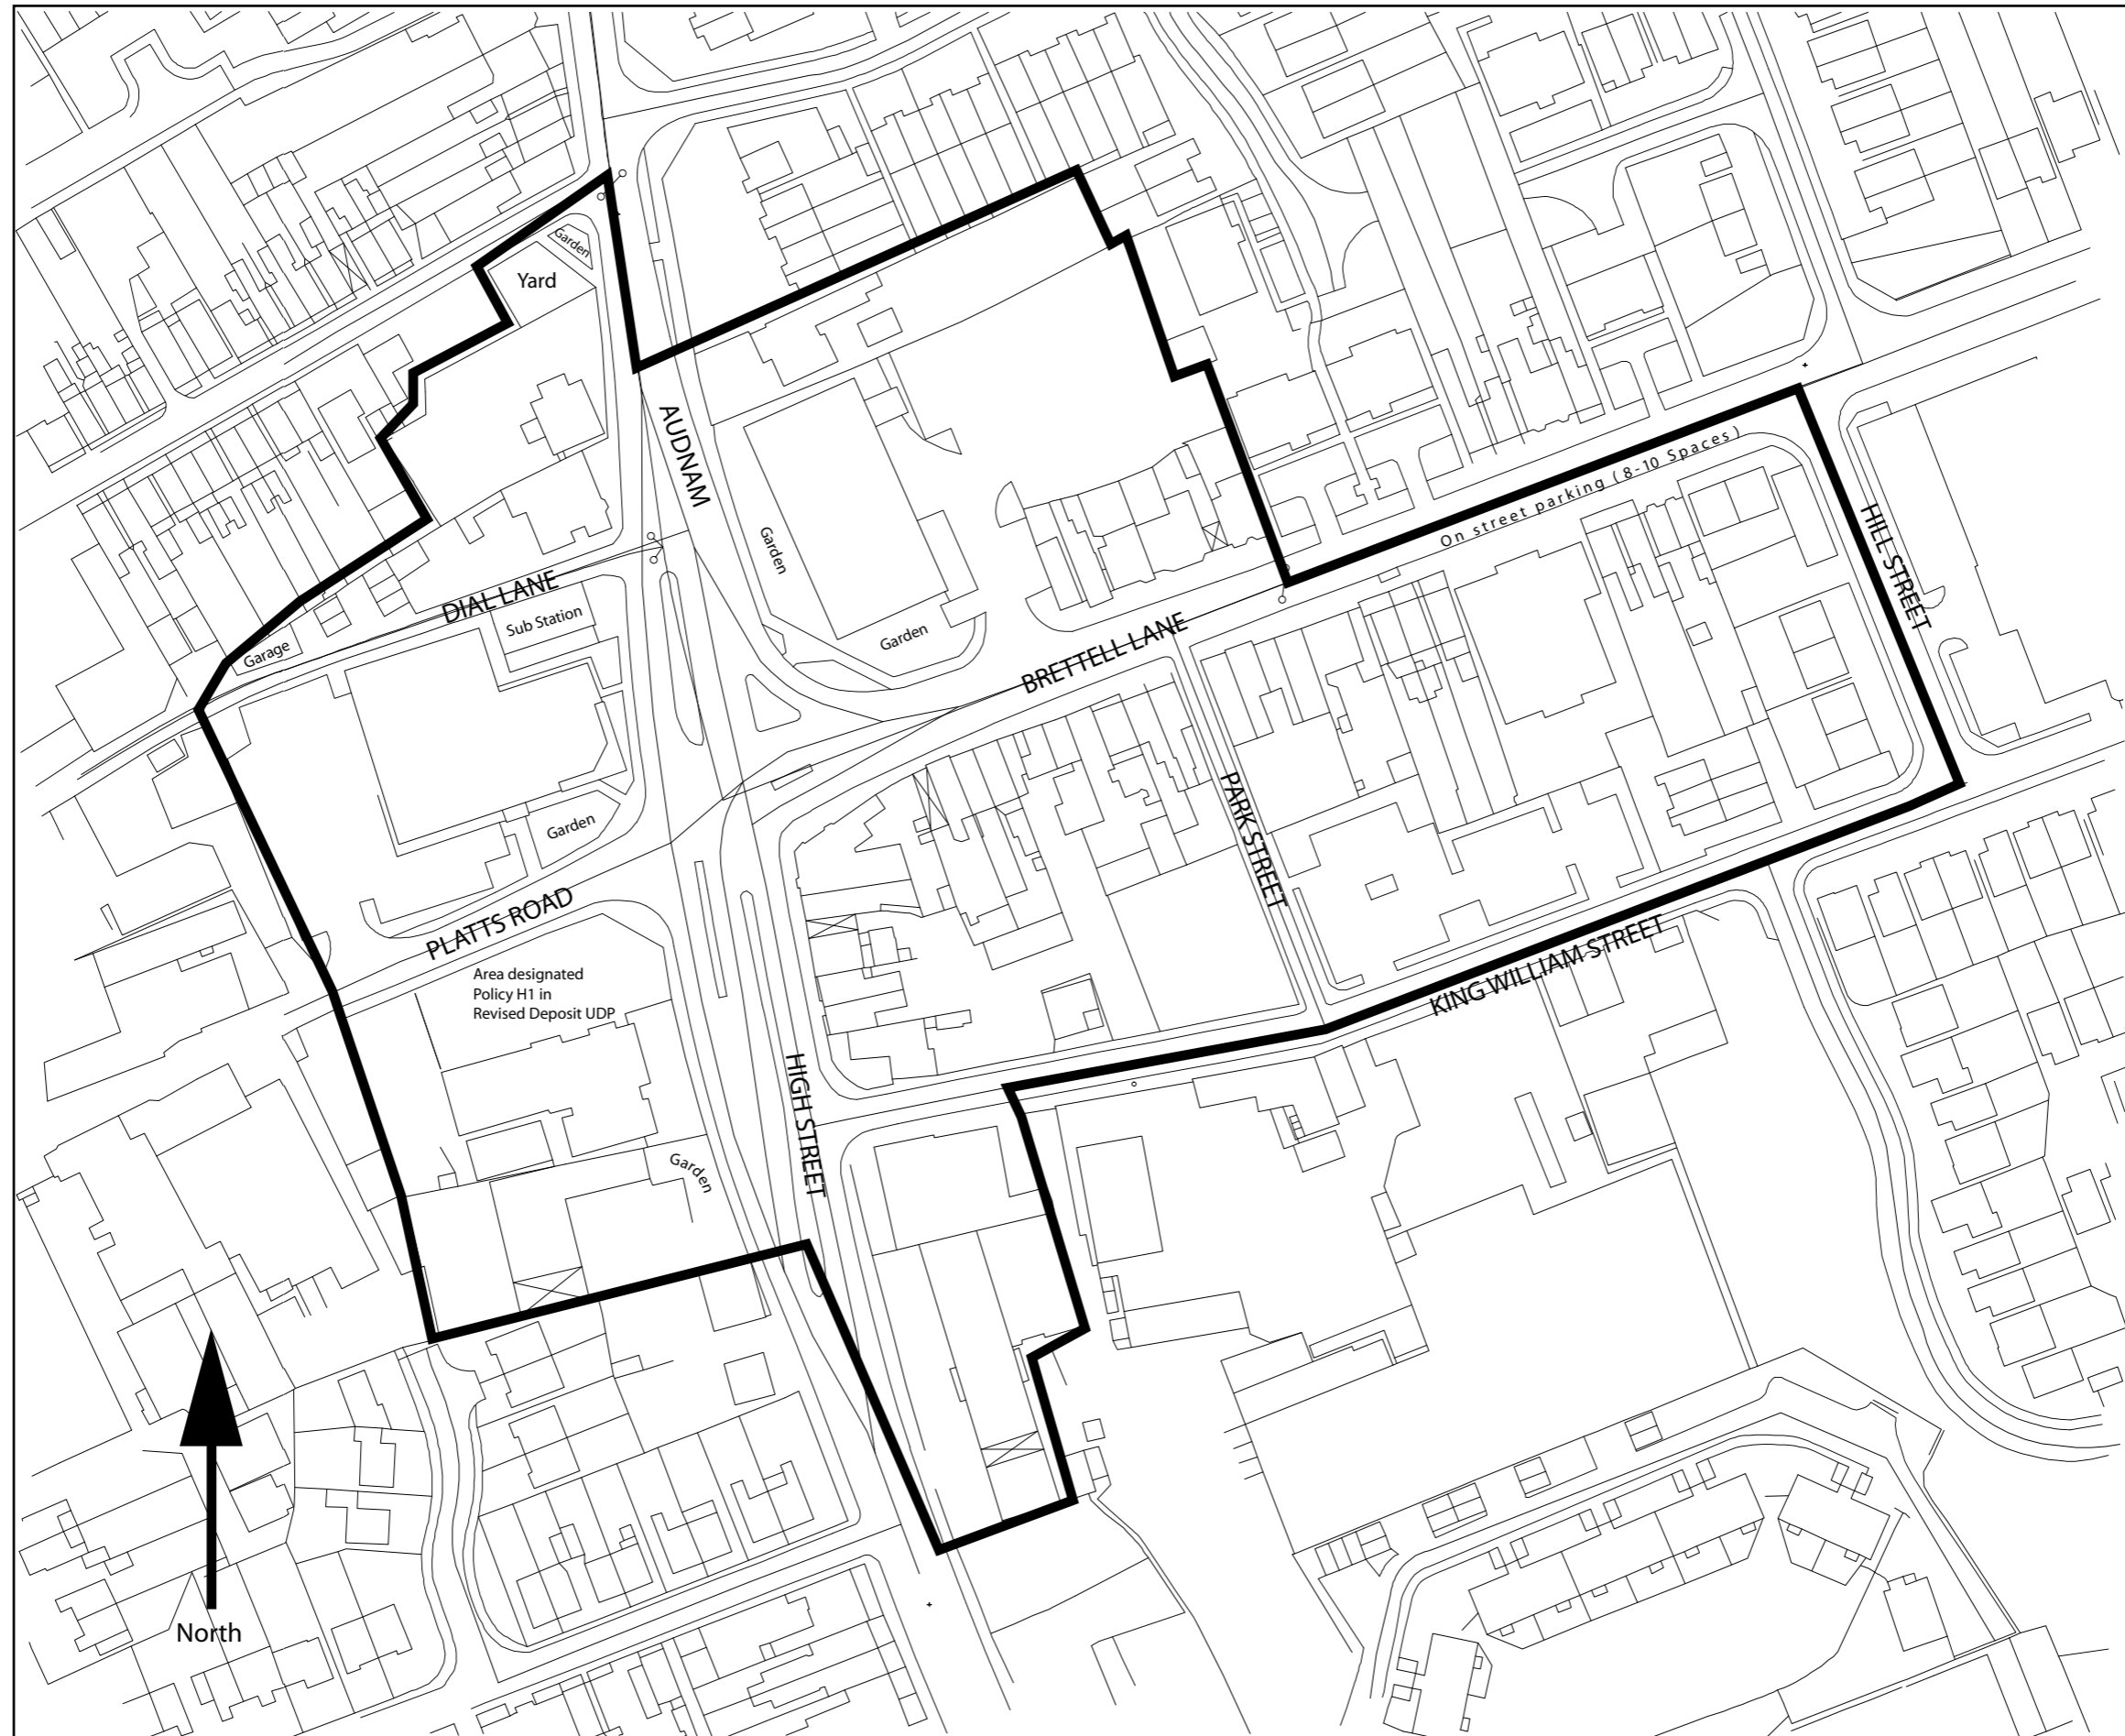 Garden
Yard
AUDNAM
On street parking (8-10 Spaces)
HILL STREET
Garden
DIAL LANE
Sub Station
Garden
BRETTELL LANE
Garage
PARK STREET
Garden
PLATTS ROAD
KING WILLIAM STREET
Area designated
Policy H1 in
Revised Deposit UDP
HIGH STREET
Garden
North